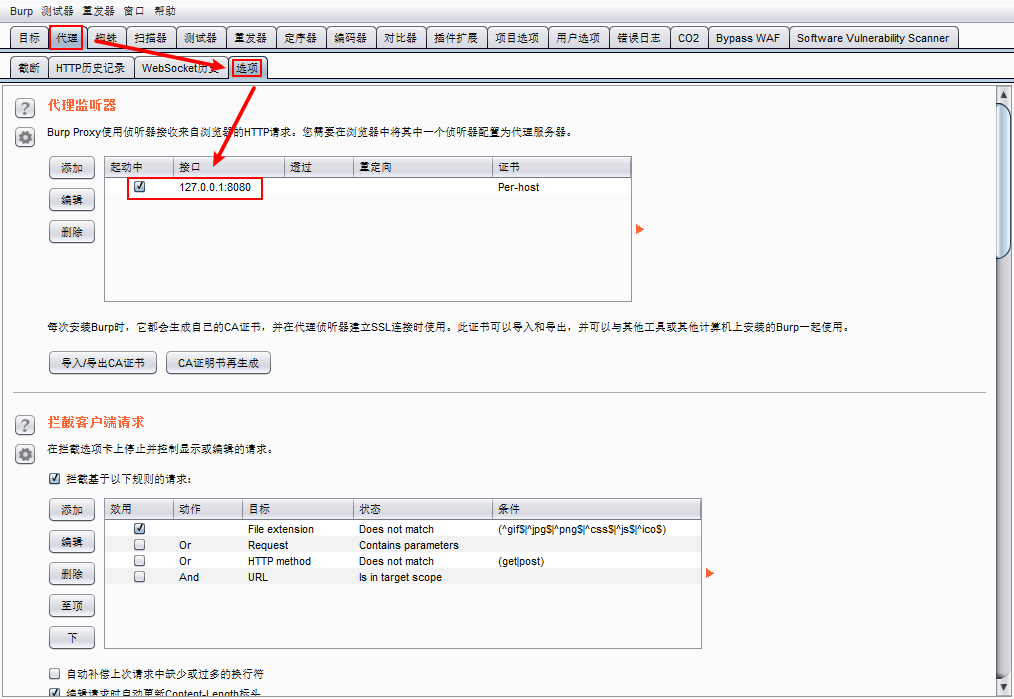 Burp 测试器 重发器 窗口 帮助
目标 代理 蜘蛛 扫描器 测试器 重发器 定序器 编码器 对比器 插件扩展 项目选项 用户选项 错误日志 CO2 Bypass WAF Software Vulnerability Scanner
截断 HTTP历史记录 WebSocket历史 选项
? 代理监听器
Burp Proxy使用侦听器接收来自浏览器的HTTP请求。您需要在浏览器中将其中一个侦听器配置为代理服务器。
添加 起动中 接口 透过 重定向 证书
127.0.0.1:8080 Per-host
编辑
删除
每次安装Burp时，它都会生成自己的CA证书，并在代理侦听器建立SSL连接时使用。此证书可以导入和导出，并可以与其他工具或其他计算机上安装的Burp一起使用。
导入/导出CA证书 CA证明书再生成
? 拦截客户端请求
在拦截选项卡上停止并控制显示或编辑的请求。
拦截基于以下规则的请求:
添加 效用 动作 目标 状态 条件
File extension Does not match (^gif$|^jpg$|^png$|^css$|^js$|^ico$)
编辑 Or Request Contains parameters
Or HTTP method Does not match (get|post)
删除 And URL Is in target scope
至顶
下
自动补偿上次请求中缺少或过多的换行符
编辑请求时自动更新Content-Length标头